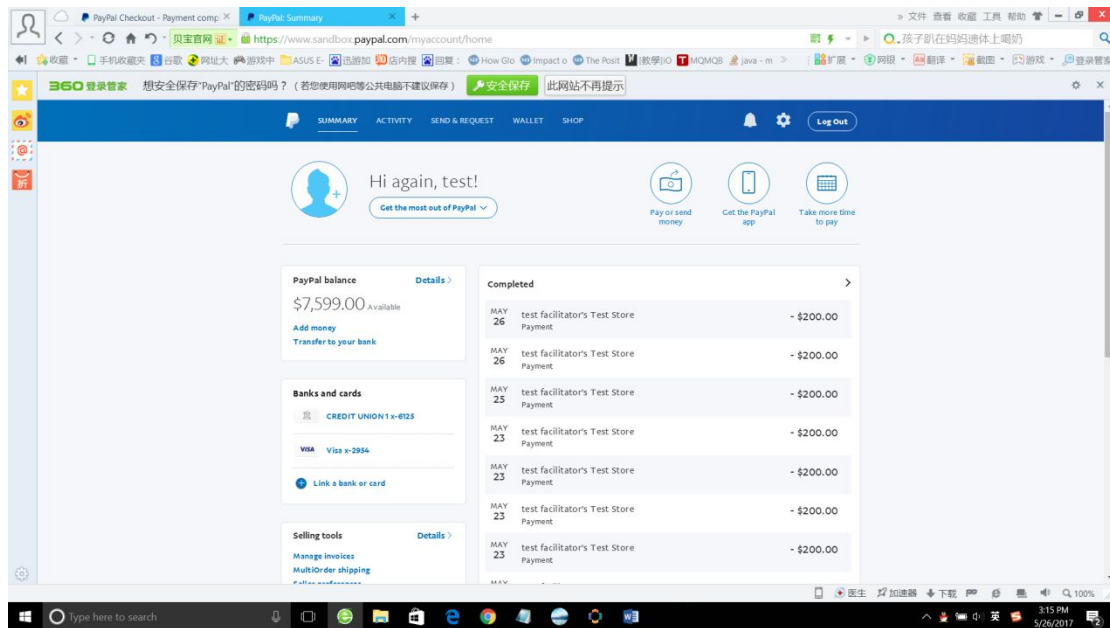 PayPal Checkout - Payment comp
PayPal: Summary
» 文件 查看 收藏 工具 帮助
贝宝官网 证
https://www.sandbox.paypal.com/myaccount/home
孩子趴在妈妈遗体上喝奶
收藏 手机收藏夹 谷歌 网址大 游戏中 ASUS E- 迅游加 店内搜 回复: How Glo Impact o The Posit [教學]IO MQMQB java - m »
扩展 网银 翻译 截图 游戏 登录管家
360 登录管家 想安全保存"PayPal"的密码吗? (若您使用网吧等公共电脑不建议保存) 安全保存 此网站不再提示
SUMMARY ACTIVITY SEND & REQUEST WALLET SHOP Log Out
Hi again, test!
Get the most out of PayPal
Pay or send money
Get the PayPal app
Take more time to pay
PayPal balance Details >
$7,599.00 Available
Add money
Transfer to your bank
Banks and cards
CREDIT UNION 1 x-6125
VISA Visa x-2954
Link a bank or card
Selling tools Details >
Manage invoices
MultiOrder shipping
Completed
MAY 26 test facilitator's Test Store - $200.00
Payment
MAY 26 test facilitator's Test Store - $200.00
Payment
MAY 25 test facilitator's Test Store - $200.00
Payment
MAY 23 test facilitator's Test Store - $200.00
Payment
MAY 23 test facilitator's Test Store - $200.00
Payment
MAY 23 test facilitator's Test Store - $200.00
Payment
MAY 23 test facilitator's Test Store - $200.00
Payment
医生 加速器 下载 100%
Type here to search
英
3:15 PM
5/26/2017